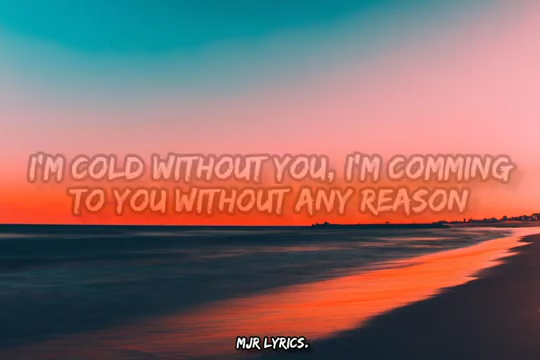 I'M COLD WITHOUT YOU, I'M COMMING
TO YOU WITHOUT ANY REASON
MJR LYRICS.